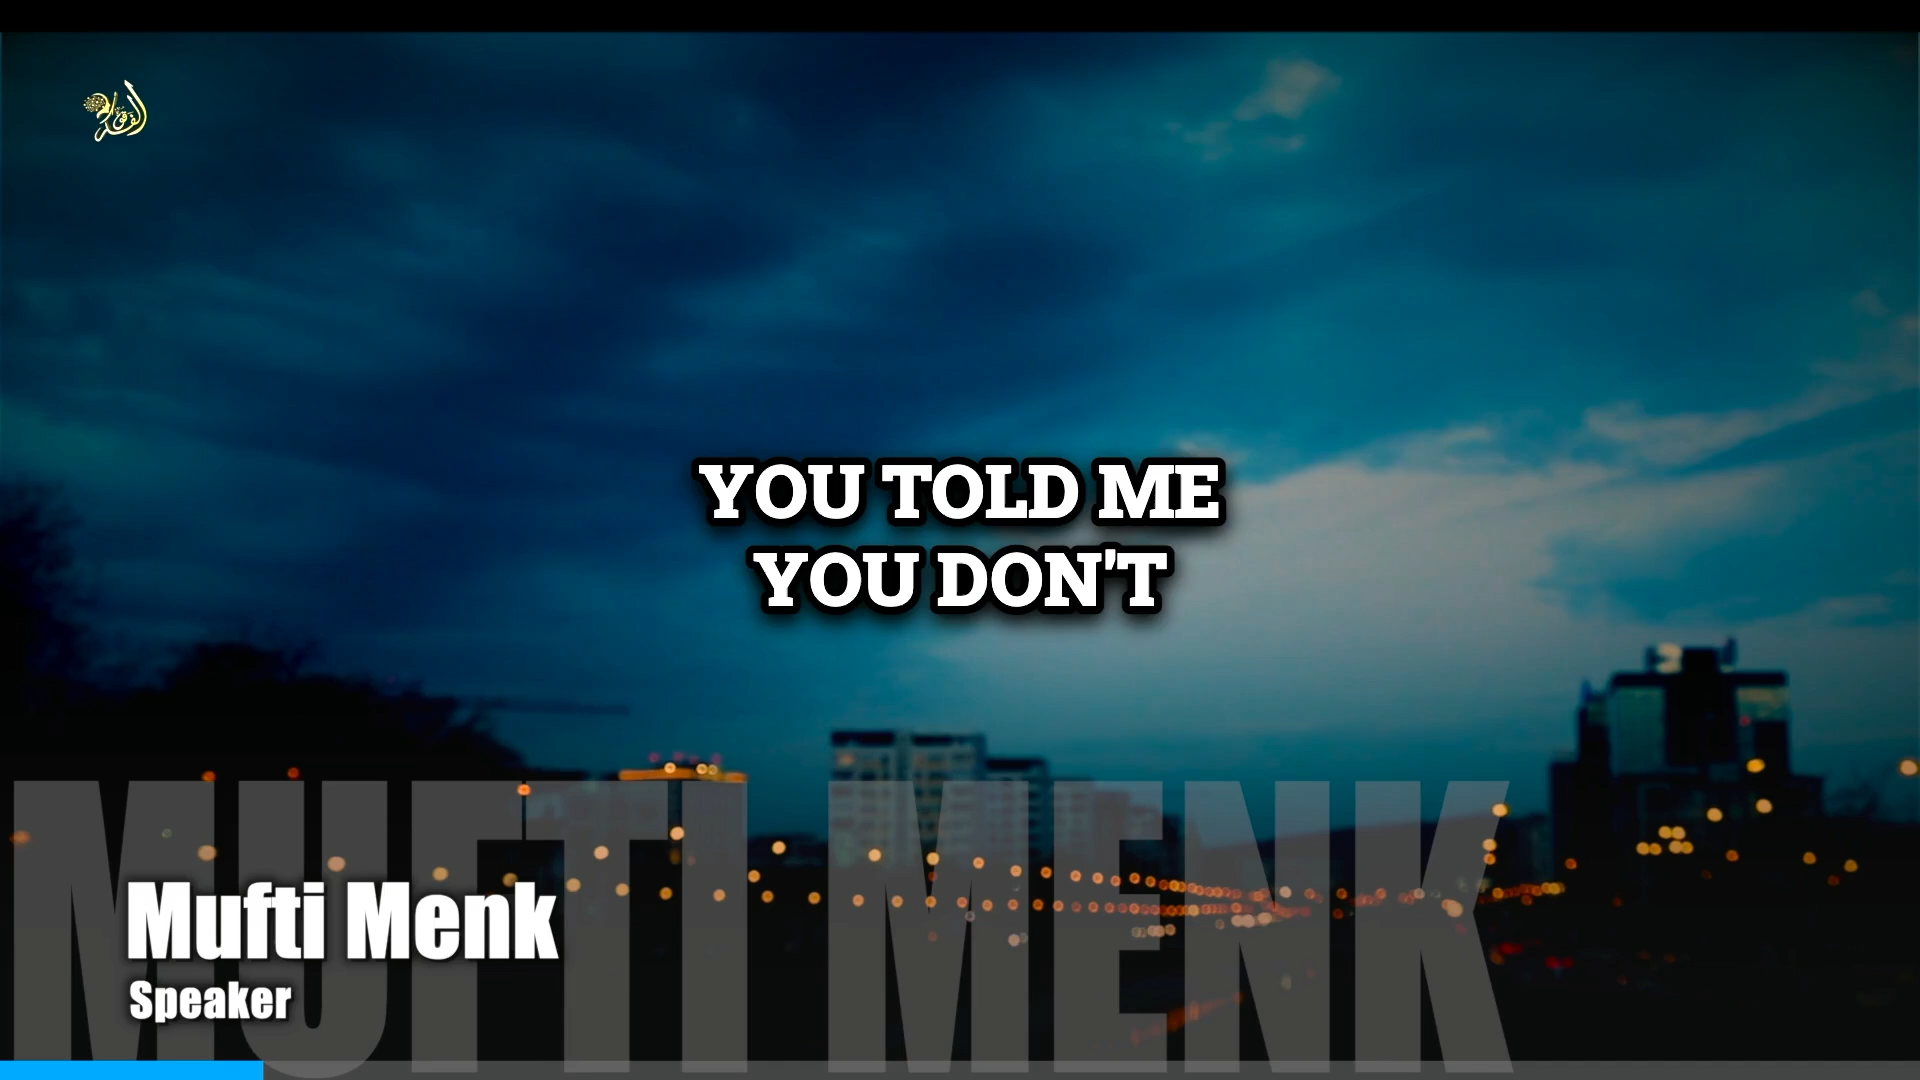 YOU TOLD ME
YOU DON'T
MUFTI MENK
Mufti Menk
Speaker